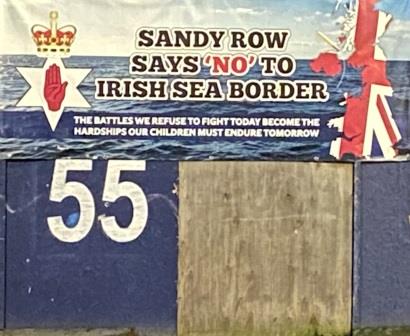 SANDY ROW
SAYS 'NO' TO
IRISH SEA BORDER
THE BATTLES WE REFUSE TO FIGHT TODAY BECOME THE
HARDSHIPS OUR CHILDREN MUST ENDURE TOMORROW
55